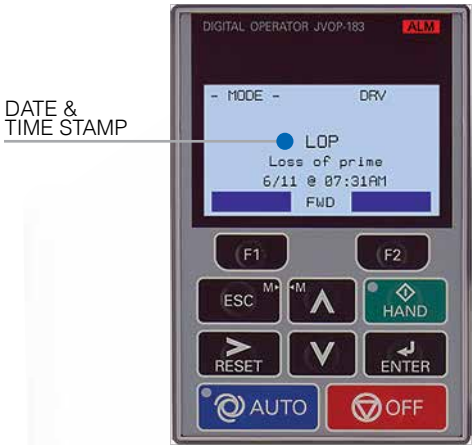 DIGITAL OPERATOR JVOP-183 ALM
- MODE - DRV
DATE &
TIME STAMP
LOP
Loss of prime
6/11 @ 07:31AM
FWD
F1 F2
ESC M M HAND
RESET ENTER
AUTO OFF